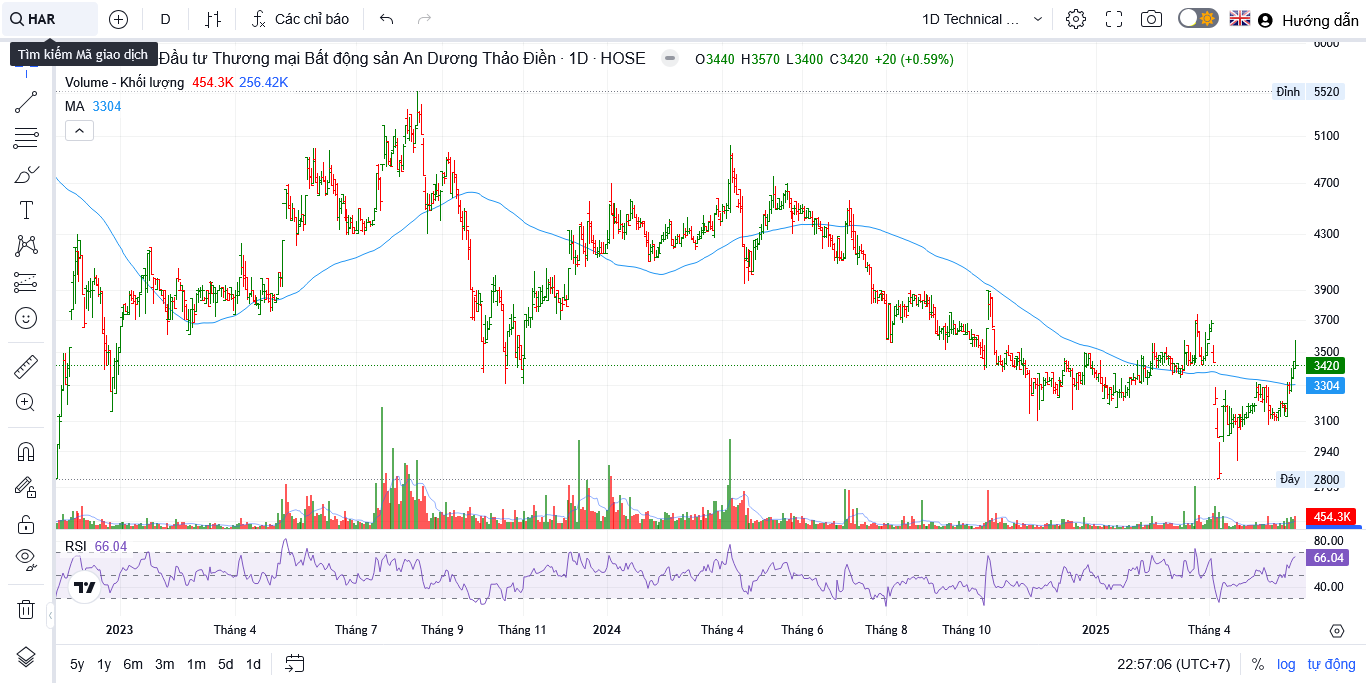 HAR
D
Các chỉ báo
1D Technical ...
Hướng dẫn
Tìm kiếm Mã giao dịch
Đầu tư Thương mại Bất động sản An Dương Thảo Điền · 1D · HOSE
O3440 H3570 L3400 C3420 +20 (+0.59%)
Volume - Khối lượng 454.3K 256.42K
MA 3304
6000
Đỉnh 5520
5100
4700
4300
3900
3700
3500
3420
3304
3100
2940
Đáy 2800
2795
454.3K
RSI 66.04
80.00
66.04
40.00
2023 Tháng 4 Tháng 7 Tháng 9 Tháng 11 2024 Tháng 4 Tháng 6 Tháng 8 Tháng 10 2025 Tháng 4
5y 1y 6m 3m 1m 5d 1d
22:57:06 (UTC+7) % log tự động